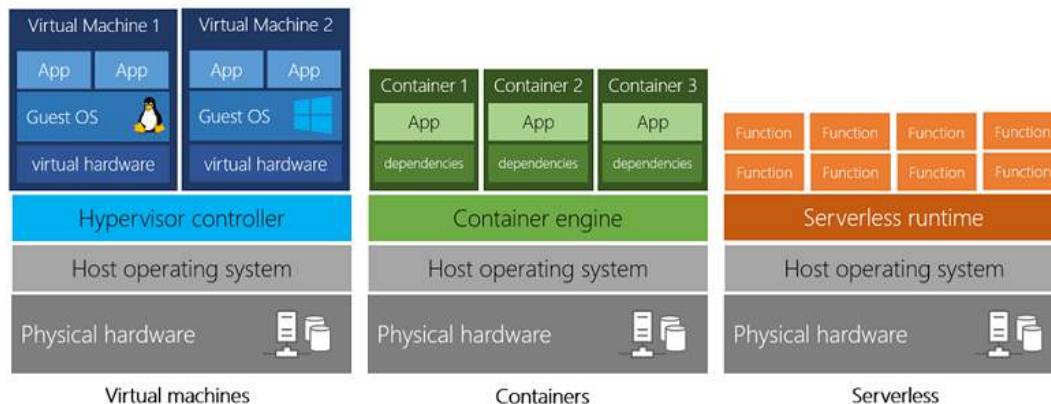 Virtual Machine 1
App
App
Guest OS
virtual hardware
Virtual Machine 2
App
App
Guest OS
virtual hardware
Hypervisor controller
Host operating system
Physical hardware
Virtual machines
Container 1
App
dependencies
Container 2
App
dependencies
Container 3
App
dependencies
Container engine
Host operating system
Physical hardware
Containers
Function
Function
Function
Function
Function
Function
Function
Function
Serverless runtime
Host operating system
Physical hardware
Serverless